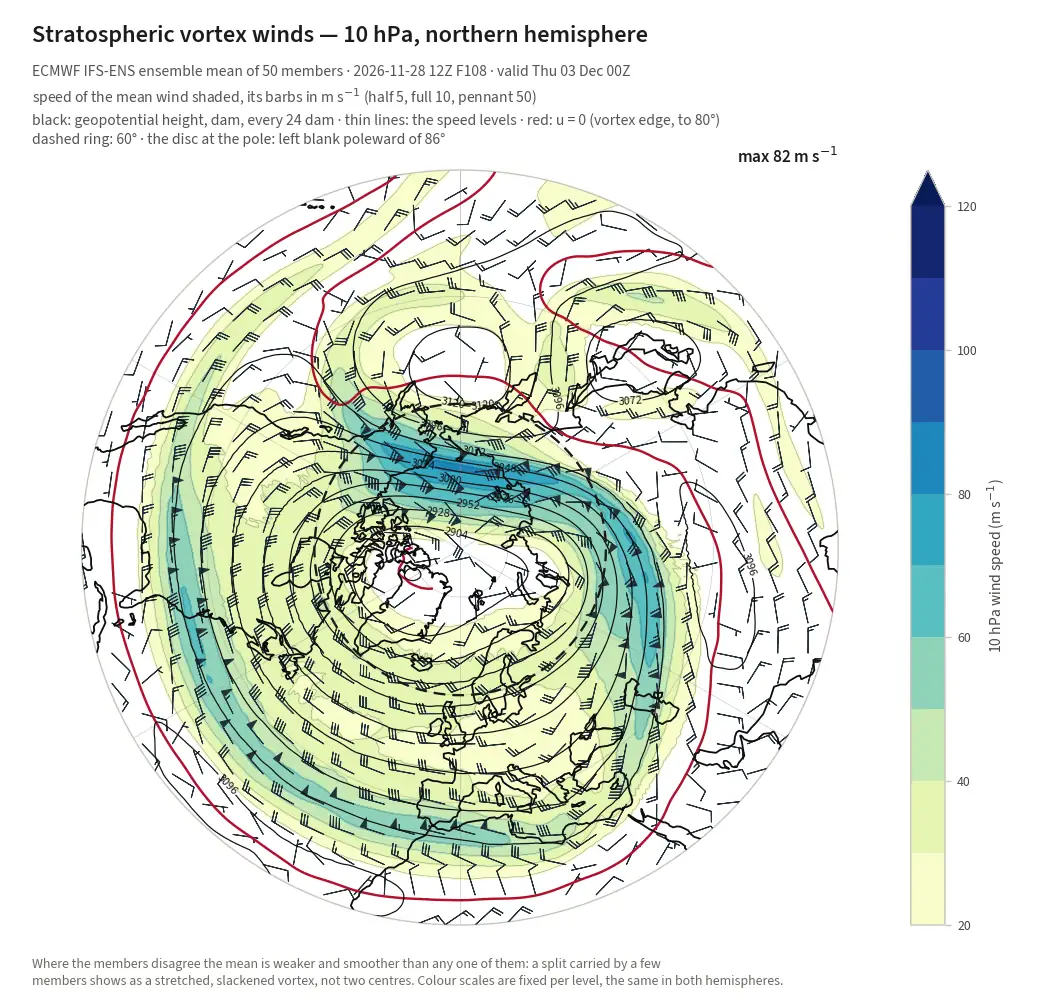 Stratospheric vortex winds — 10 hPa, northern hemisphere
ECMWF IFS-ENS ensemble mean of 50 members · 2026-11-28 12Z F108 · valid Thu 03 Dec 00Z
speed of the mean wind shaded, its barbs in m s⁻¹ (half 5, full 10, pennant 50)
black: geopotential height, dam, every 24 dam · thin lines: the speed levels · red: u = 0 (vortex edge, to 80°)
dashed ring: 60° · the disc at the pole: left blank poleward of 86°
max 82 m s⁻¹
120
100
80
60
40
20
10 hPa wind speed (m s⁻¹)
3096
3072
2952
2928
2904
3096
3096
Where the members disagree the mean is weaker and smoother than any one of them: a split carried by a few
members shows as a stretched, slackened vortex, not two centres. Colour scales are fixed per level, the same in both hemispheres.